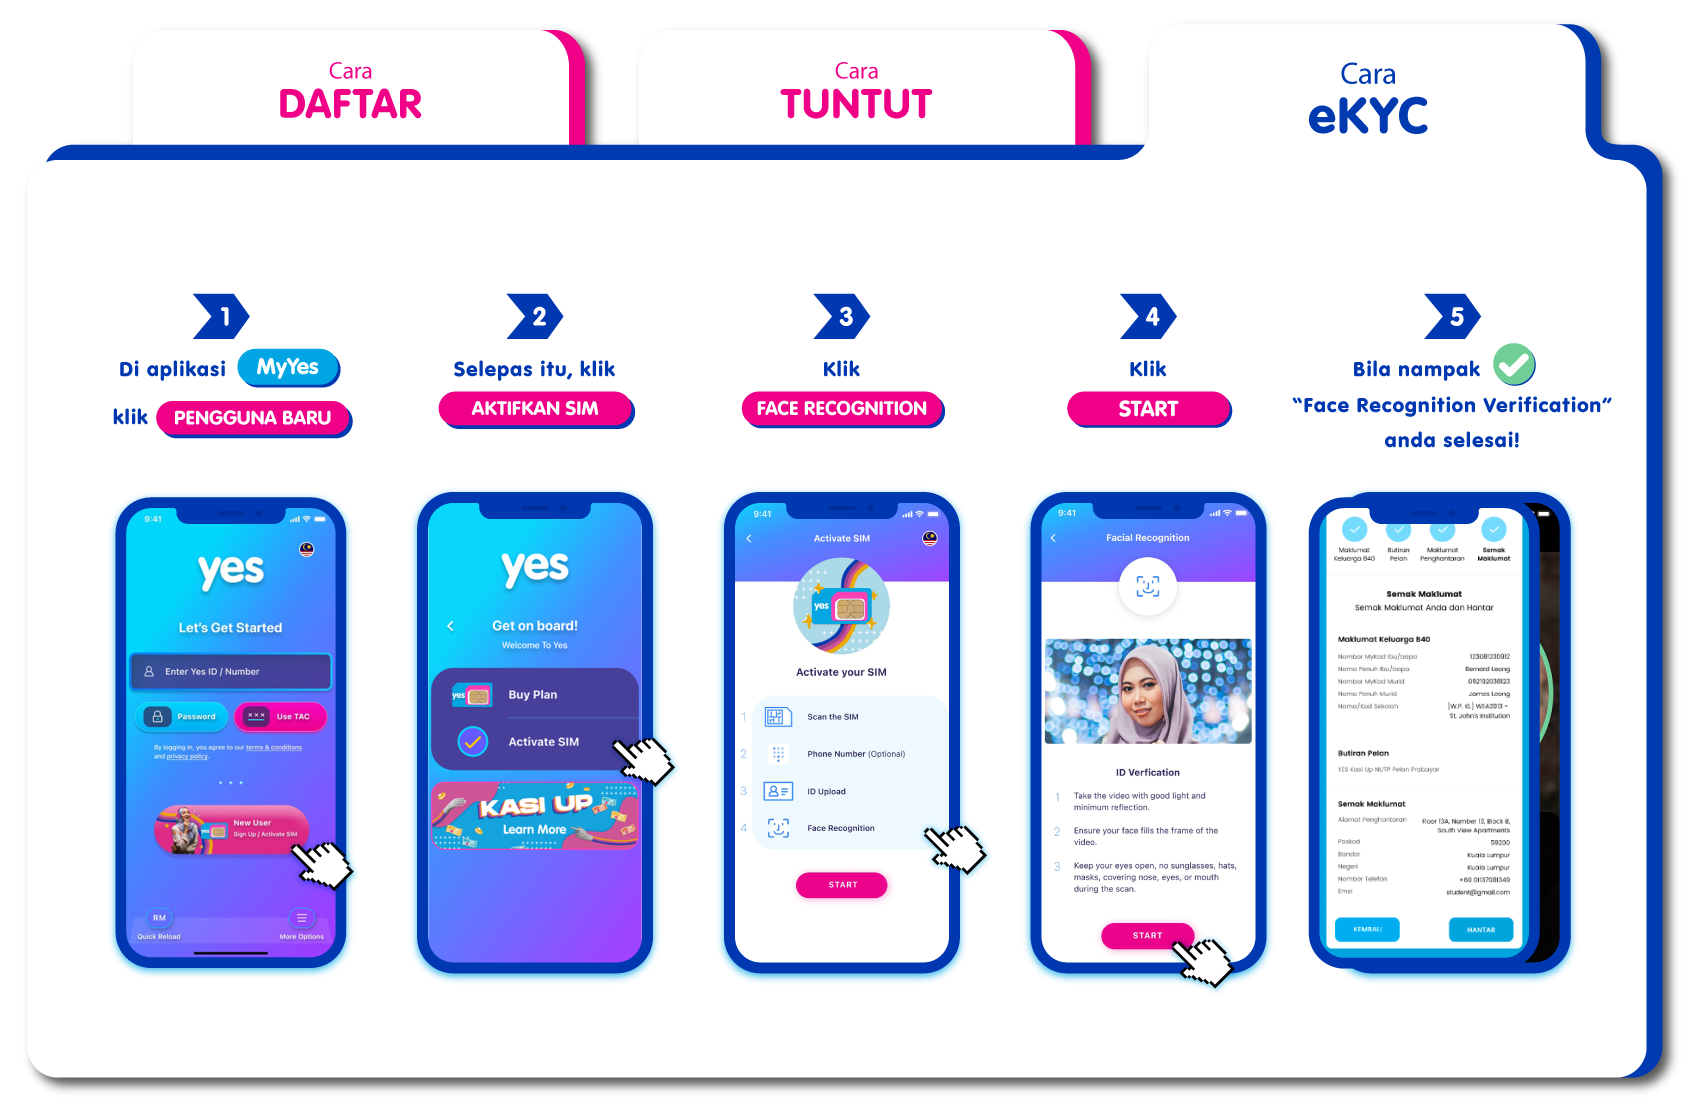 Cara
DAFTAR
Cara
TUNTUT
Cara
eKYC
1
Di aplikasi MyYes
klik PENGGUNA BARU
2
Selepas itu, klik
AKTIFKAN SIM
3
Klik
FACE RECOGNITION
4
Klik
START
5
Bila nampak
“Face Recognition Verification”
anda selesai!
9:41
yes
Let's Get Started
Enter Yes ID / Number
Password
××× Use TAC
By logging in, you agree to our terms & conditions
and privacy policy.
yes
New User
Sign Up / Activate SIM
RM
Quick Reload
More Options
yes
Get on board!
Welcome To Yes
yes
Buy Plan
Activate SIM
KASI UP
Learn More
9:41
Activate SIM
yes
Activate your SIM
1 Scan the SIM
2 Phone Number (Optional)
3 ID Upload
4 Face Recognition
START
9:41
Facial Recognition
ID Verfication
1 Take the video with good light and
minimum reflection.
2 Ensure your face fills the frame of the
video.
3 Keep your eyes open, no sunglasses, hats,
masks, covering nose, eyes, or mouth
during the scan.
START
Maklumat
Keluarga B40
Butiran
Pelan
Maklumat
Penghantaran
Semak
Maklumat
Semak Maklumat
Semak Maklumat Anda dan Hantar
Maklumat Keluarga B40
Nombor MyKad Ibu/bapa 123081230912
Nama Penuh Ibu/bapa Bernard Leong
Nombor MyKad Murid 092192038123
Nama Penuh Murid James Leong
Nama/Kod Sekolah [W.P. KL] WEA2013 –
St. John's Institution
Butiran Pelan
YES Kasi Up NUTP Pelan Prabayar
Semak Maklumat
Alamat Penghantaran Floor 13A, Number 13, Block B,
South View Apartments
Poskod 59200
Bandar Kuala Lumpur
Negeri Kuala Lumpur
Nombor Telefon +60 01137081349
Emel student@gmail.com
KEMBALI
HANTAR